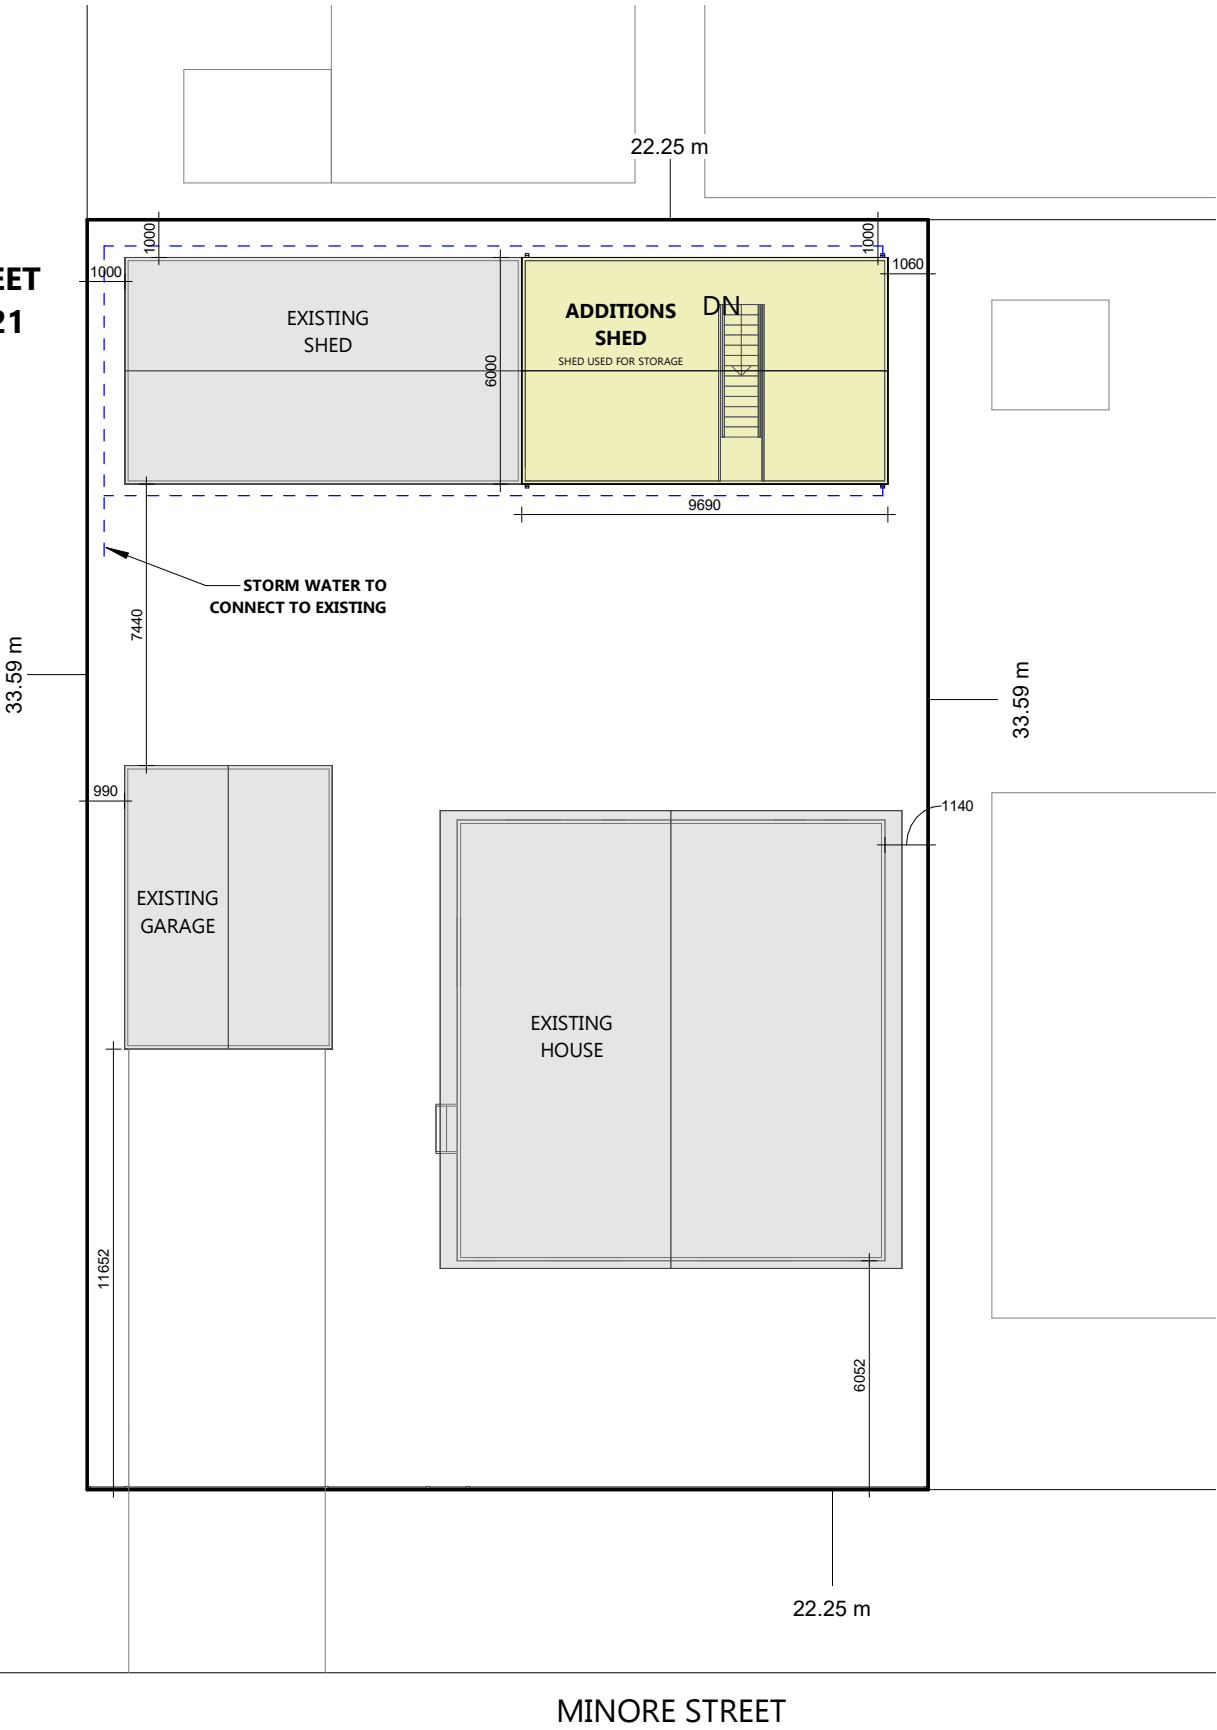 22.25 m
1000
1000
1000
1060
21
EXISTING
SHED
ADDITIONS
SHED
SHED USED FOR STORAGE
DN
6000
9690
STORM WATER TO
CONNECT TO EXISTING
7440
33.59 m
33.59 m
990
1140
EXISTING
GARAGE
EXISTING
HOUSE
11652
6052
22.25 m
MINORE STREET